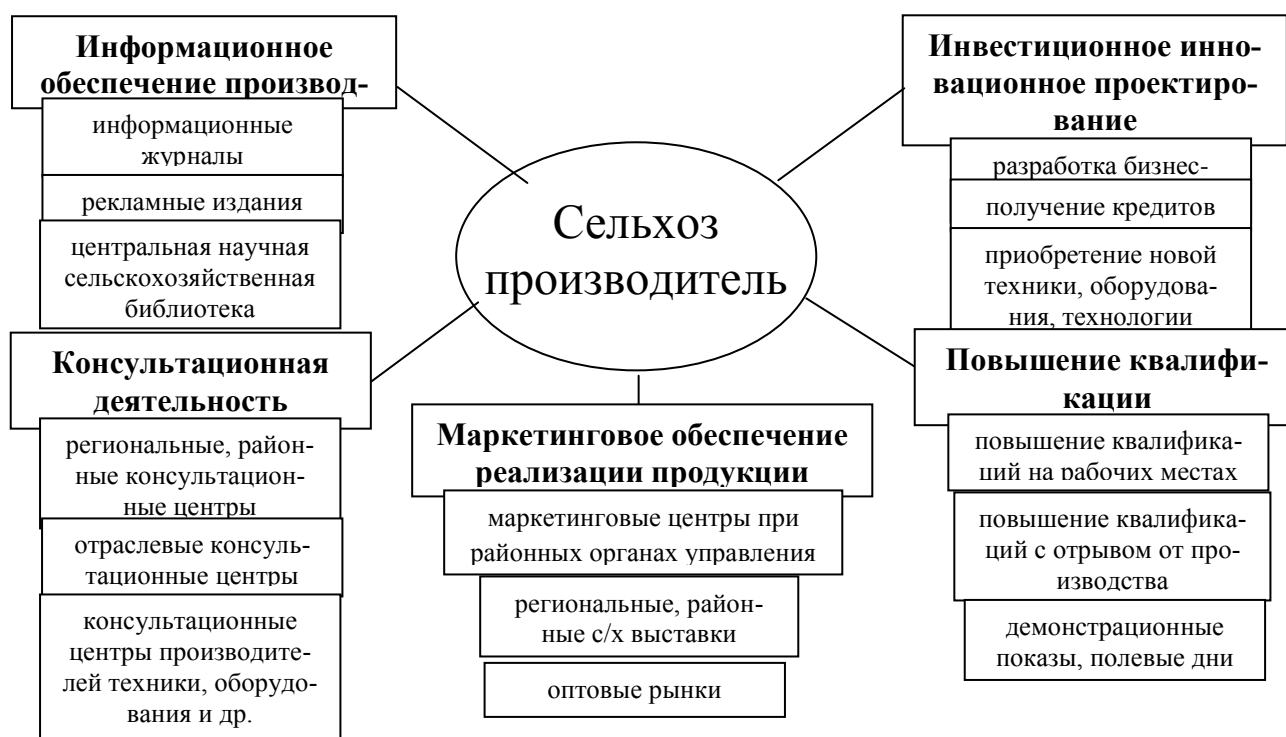 Информационное
обеспечение производ-
информационные
журналы
рекламные издания
центральная научная
сельскохозяйственная
библиотека
Консультационная
деятельность
региональные, район-
ные консультацион-
ные центры
отраслевые консуль-
тационные центры
консультационные
центры производите-
лей техники, оборудо-
вания и др.
Сельхоз
производитель
Маркетинговое обеспечение
реализации продукции
маркетинговые центры при
районных органах управления
региональные, район-
ные с/х выставки
оптовые рынки
Инвестиционное инно-
вационное проектиро-
вание
разработка бизнес-
получение кредитов
приобретение новой
техники, оборудова-
ния, технологии
Повышение квалифи-
кации
повышение квалифика-
ций на рабочих местах
повышение квалифика-
ций с отрывом от про-
изводства
демонстрационные
показы, полевые дни